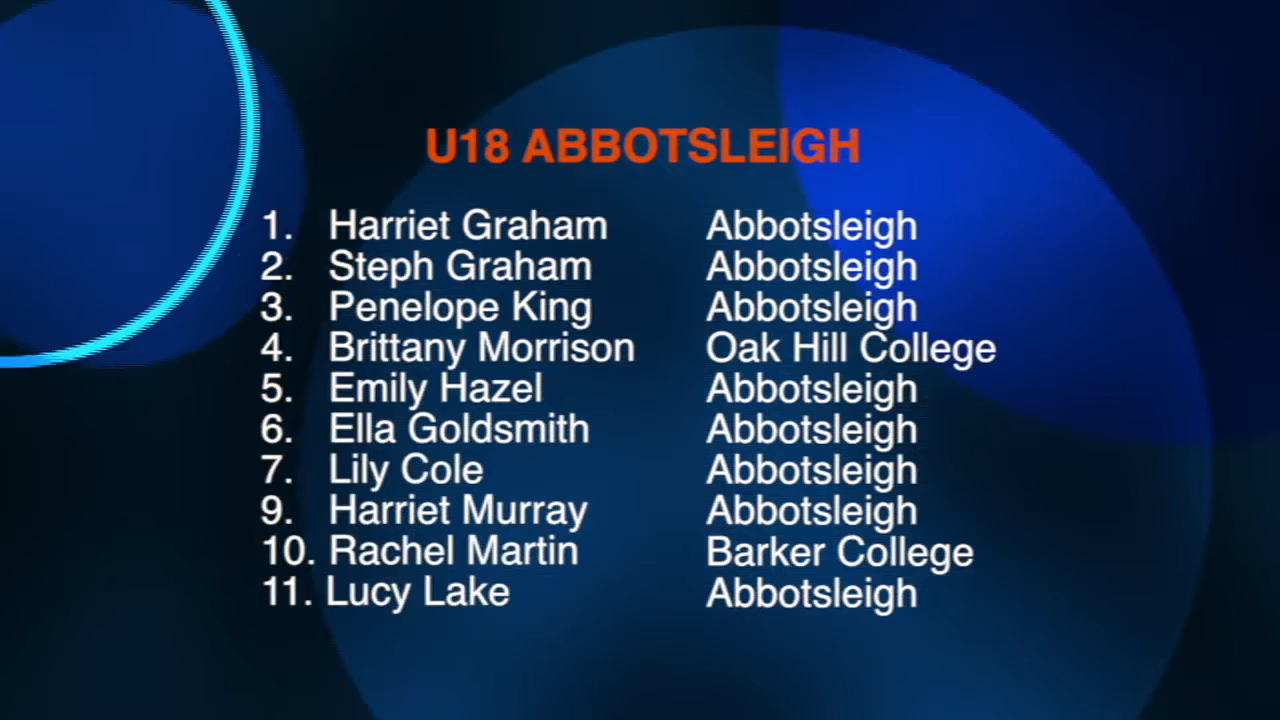 U18 ABBOTSLEIGH
1. Harriet Graham Abbotsleigh
2. Steph Graham Abbotsleigh
3. Penelope King Abbotsleigh
4. Brittany Morrison Oak Hill College
5. Emily Hazel Abbotsleigh
6. Ella Goldsmith Abbotsleigh
7. Lily Cole Abbotsleigh
9. Harriet Murray Abbotsleigh
10. Rachel Martin Barker College
11. Lucy Lake Abbotsleigh